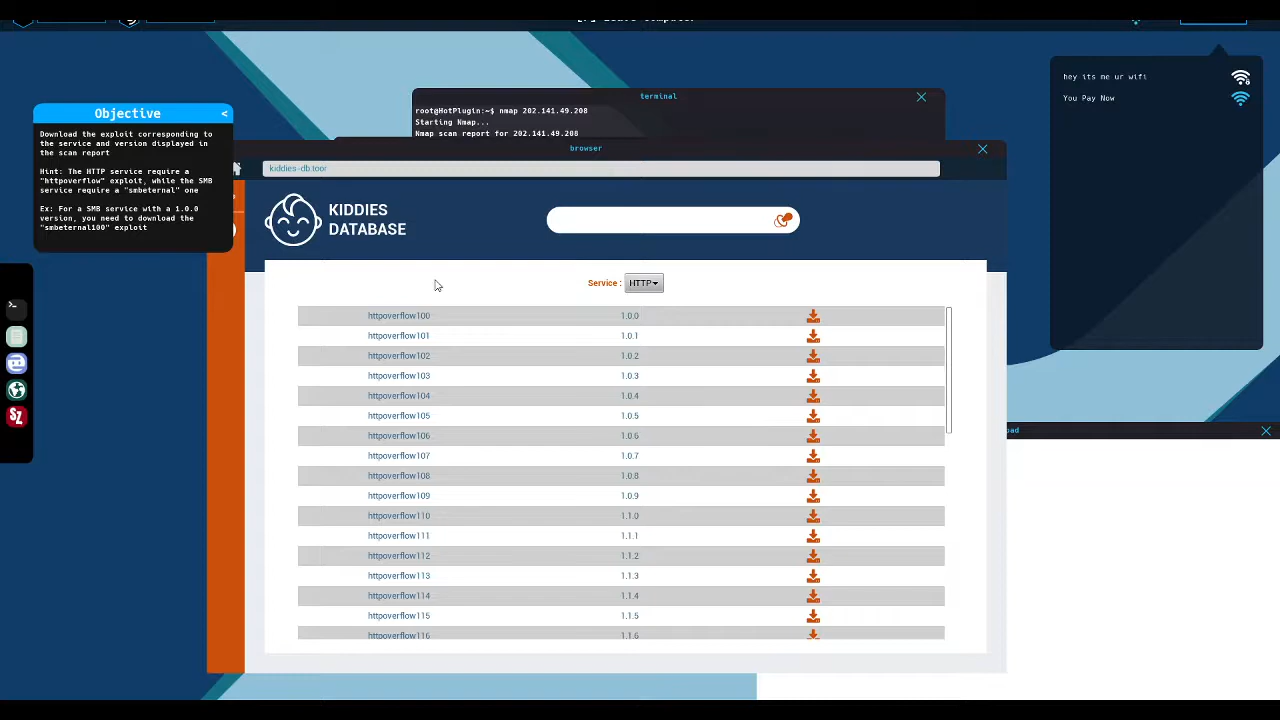 hey its me ur wifi
You Pay Now
Objective <
Download the exploit corresponding to
the service and version displayed in
the scan report
Hint: The HTTP service require a
"httpoverflow" exploit, while the SMB
service require a "smbeternal" one
Ex: For a SMB service with a 1.0.0
version, you need to download the
"smbeternal100" exploit
terminal
root@HotPlugin:~$ nmap 202.141.49.208
Starting Nmap...
Nmap scan report for 202.141.49.208
browser
kiddies-db.toor
KIDDIES
DATABASE
Service : HTTP
httpoverflow100 1.0.0
httpoverflow101 1.0.1
httpoverflow102 1.0.2
httpoverflow103 1.0.3
httpoverflow104 1.0.4
httpoverflow105 1.0.5
httpoverflow106 1.0.6
httpoverflow107 1.0.7
httpoverflow108 1.0.8
httpoverflow109 1.0.9
httpoverflow110 1.1.0
httpoverflow111 1.1.1
httpoverflow112 1.1.2
httpoverflow113 1.1.3
httpoverflow114 1.1.4
httpoverflow115 1.1.5
httpoverflow116 1.1.6
SZ